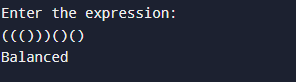 Enter the expression:
((()))()()
Balanced